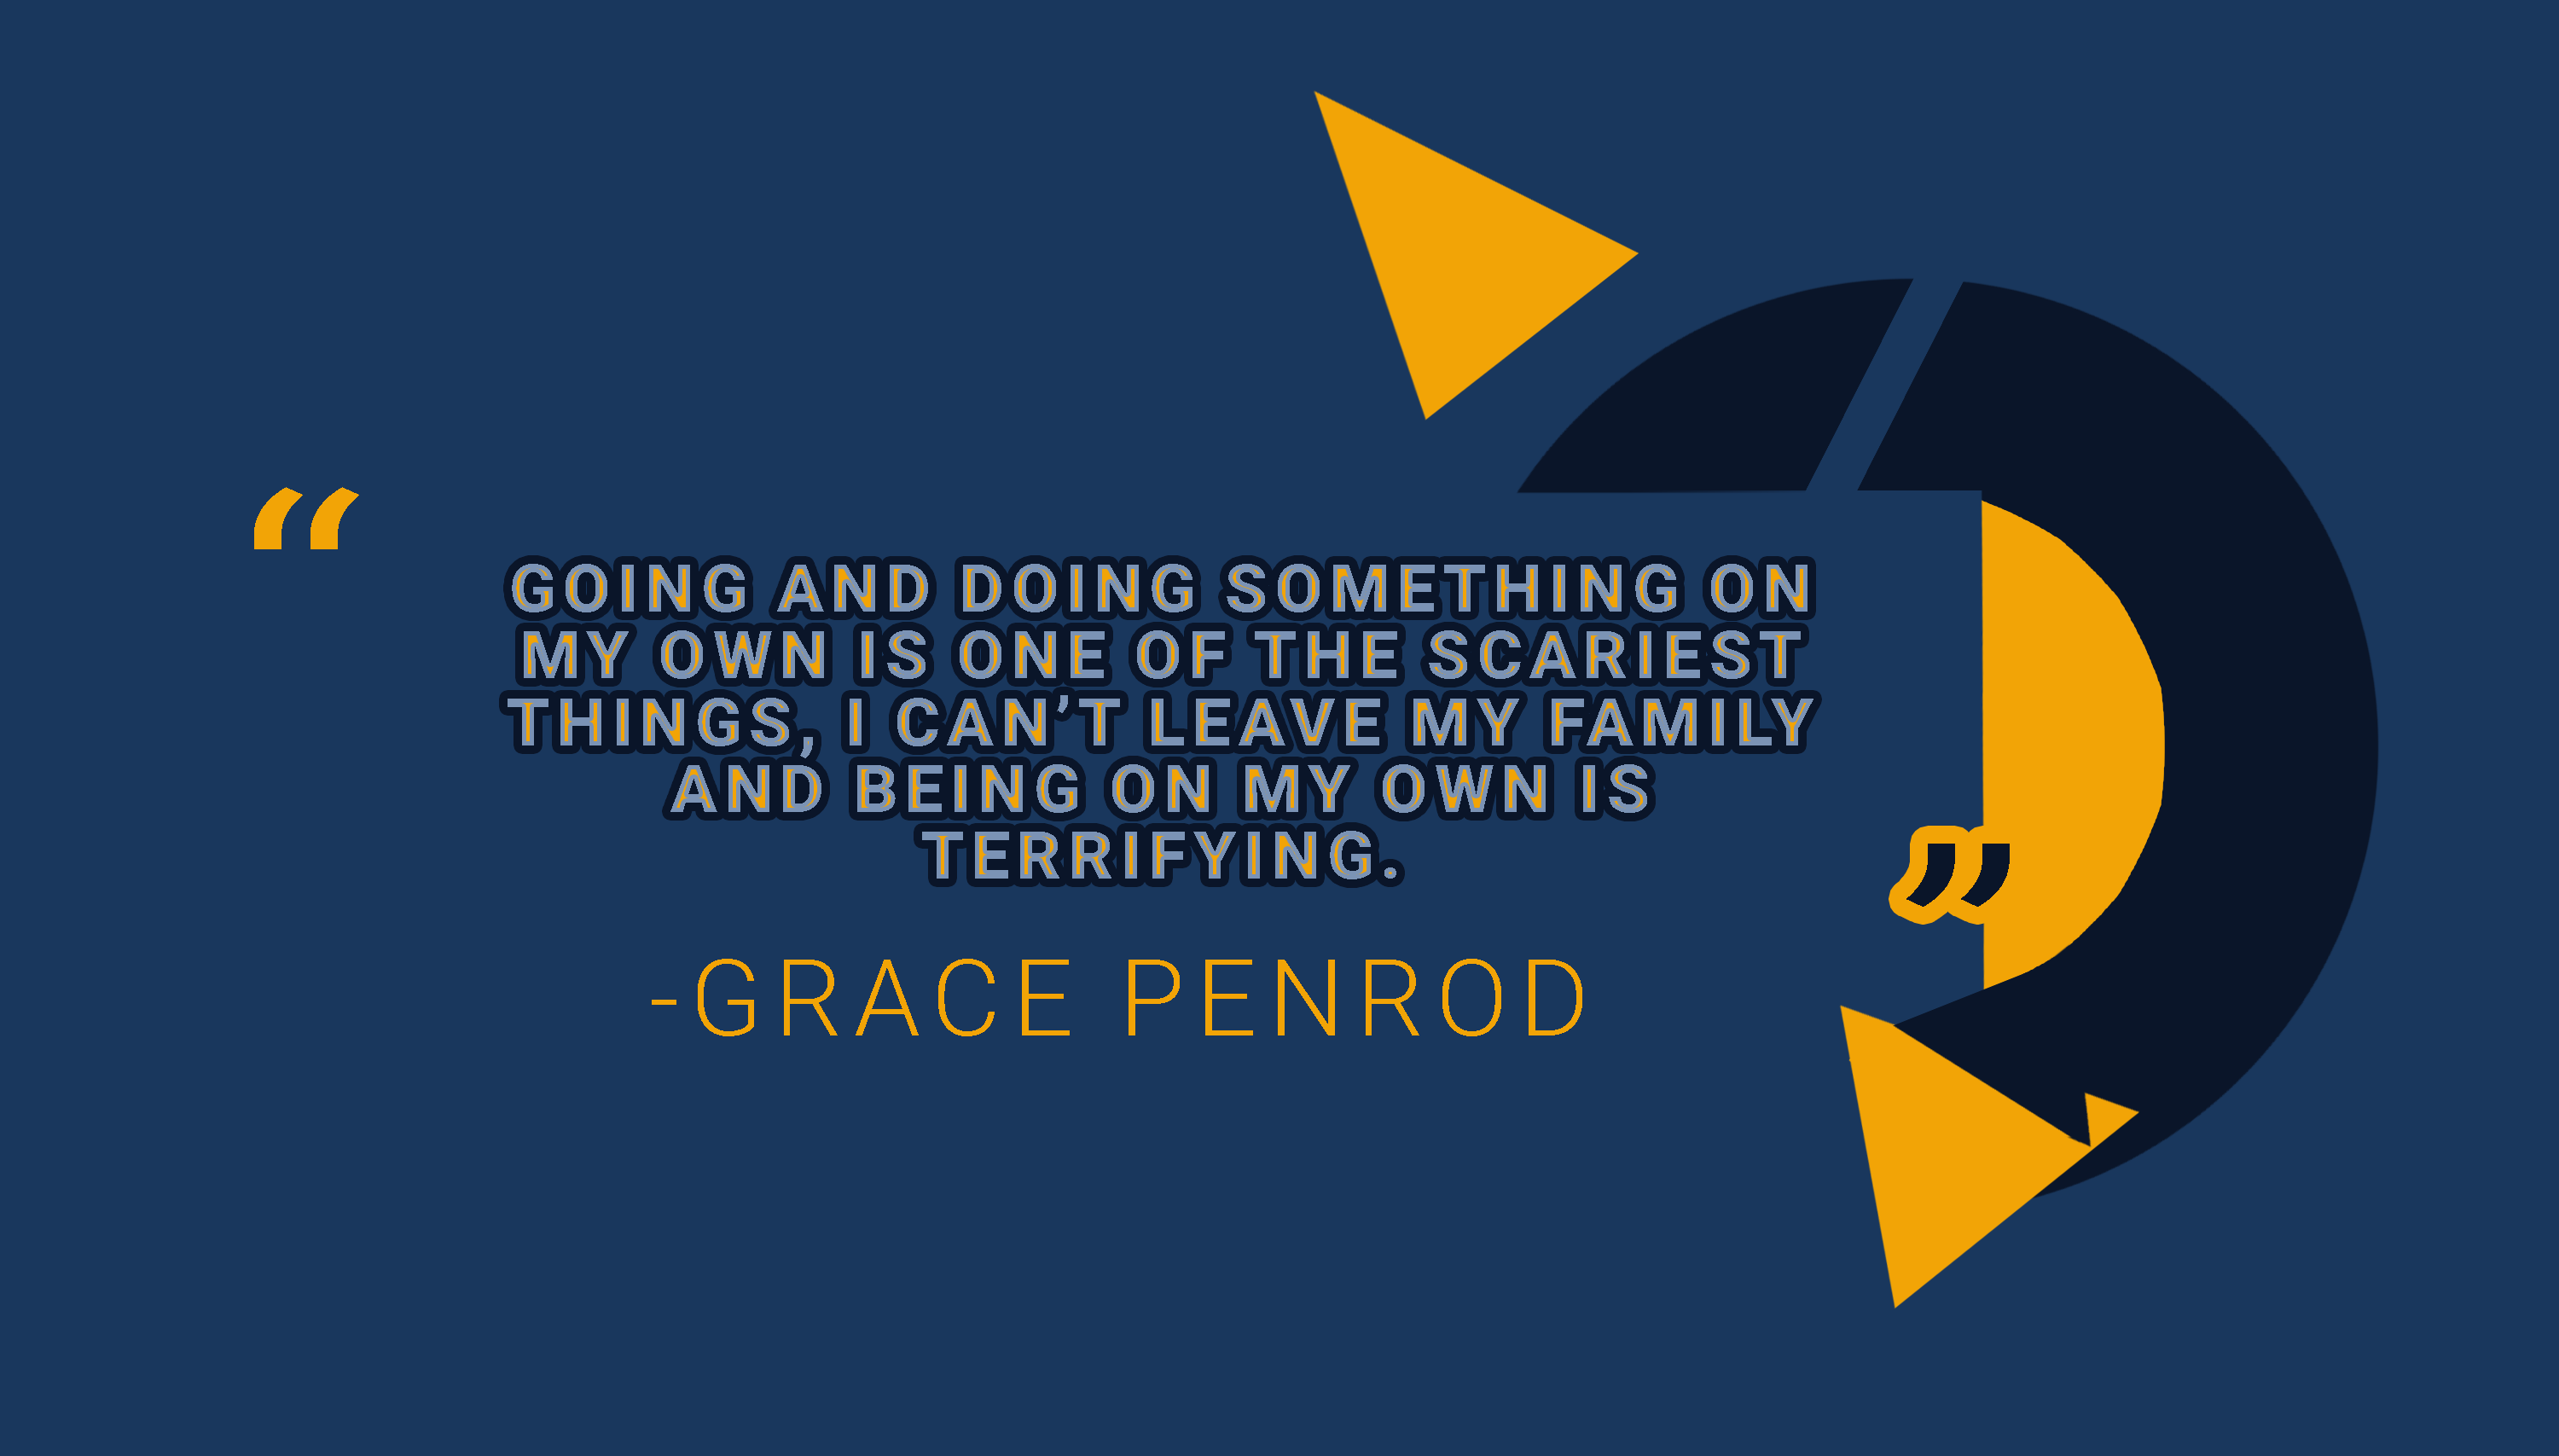 “
GOING AND DOING SOMETHING ON
MY OWN IS ONE OF THE SCARIEST
THINGS, I CAN’T LEAVE MY FAMILY
AND BEING ON MY OWN IS
TERRIFYING.
”
-GRACE PENROD